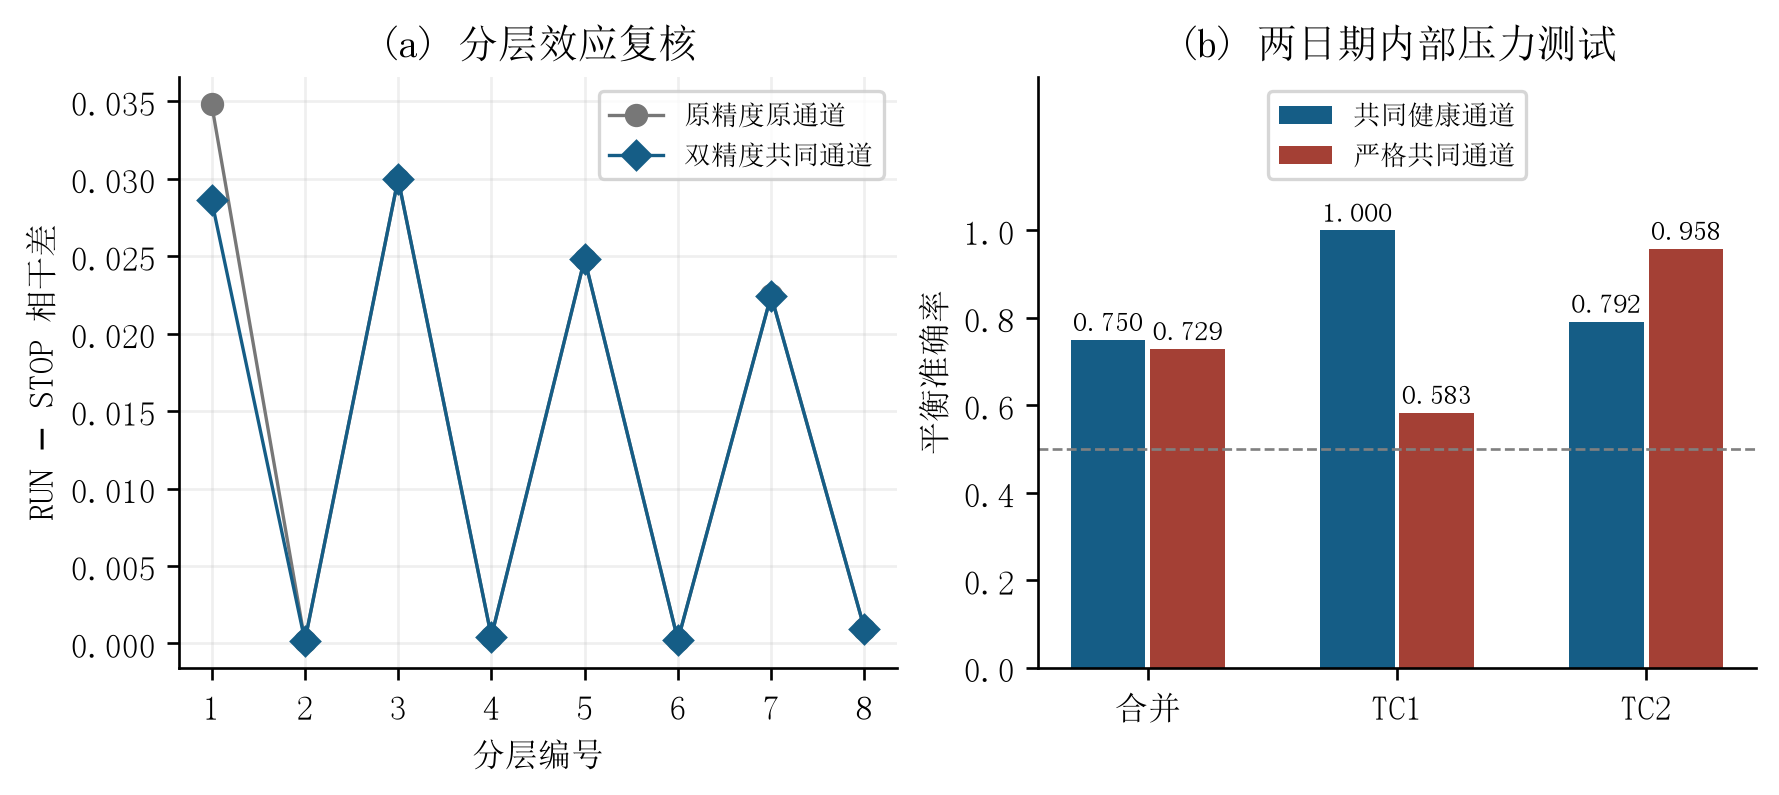 (a) 分层效应复核
RUN − STOP 相干差
0.035
0.030
0.025
0.020
0.015
0.010
0.005
0.000
原精度原通道
双精度共同通道
1 2 3 4 5 6 7 8
分层编号
(b) 两日期内部压力测试
平衡准确率
1.0
0.8
0.6
0.4
0.2
0.0
共同健康通道
严格共同通道
0.750 0.729
1.000
0.583
0.792
0.958
合并 TC1 TC2